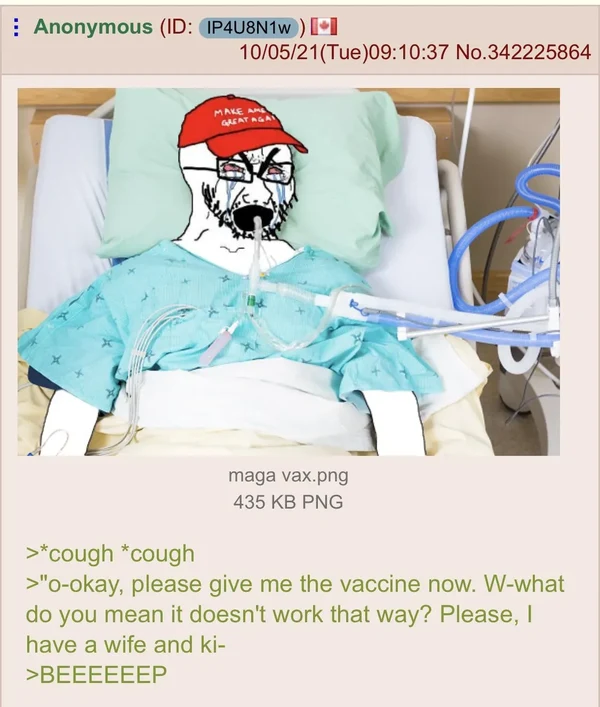 Anonymous (ID: IP4U8N1w)
10/05/21(Tue)09:10:37 No.342225864
MAKE AME
GREAT AGA
maga vax.png
435 KB PNG
>*cough *cough
>"o-okay, please give me the vaccine now. W-what
do you mean it doesn't work that way? Please, I
have a wife and ki-
>BEEEEEEP